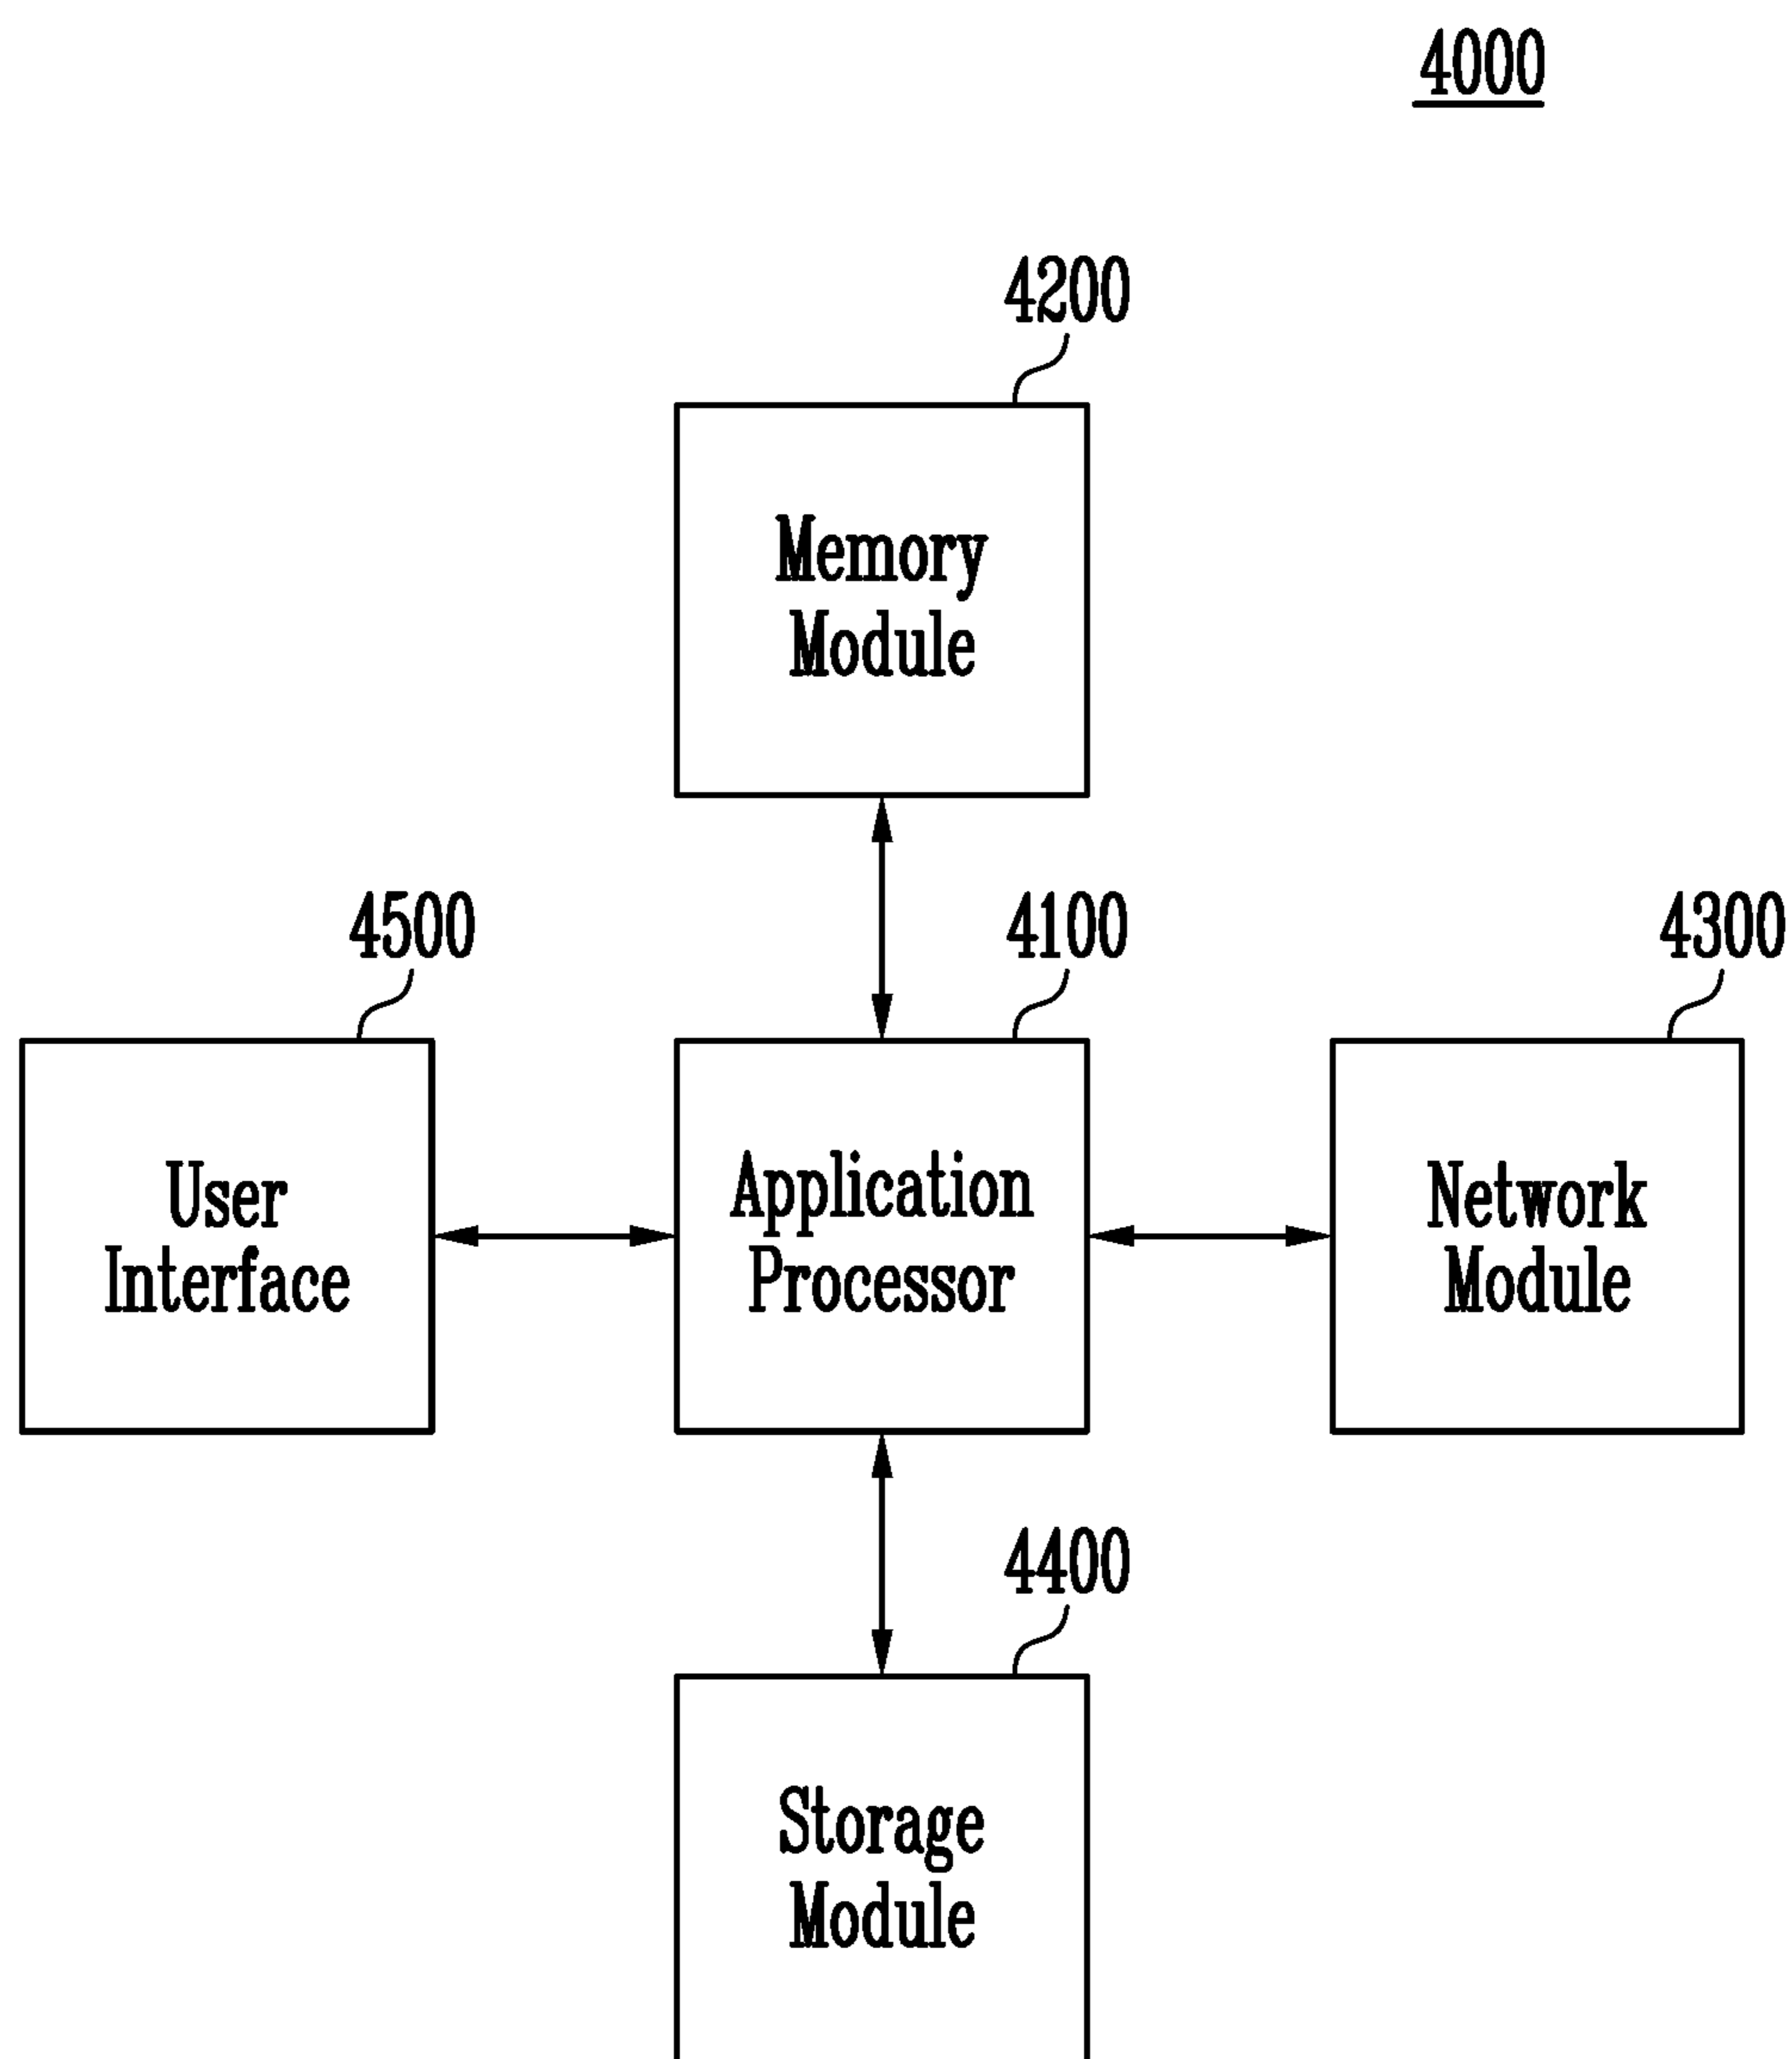 4000
4200
Memory
Module
4500
4100
4300
User
Interface
Application
Processor
Network
Module
4400
Storage
Module